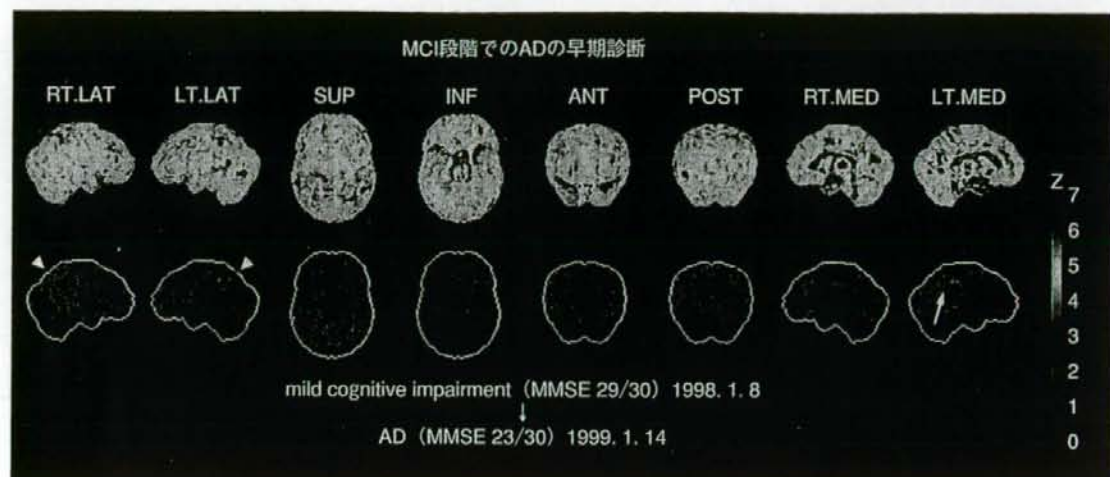 MCI段階でのADの早期診断
RT.LAT LT.LAT SUP INF ANT POST RT.MED LT.MED
Z
7
6
5
4
3
2
1
0
mild cognitive impairment（MMSE 29/30）1998. 1. 8
↓
AD（MMSE 23/30）1999. 1. 14